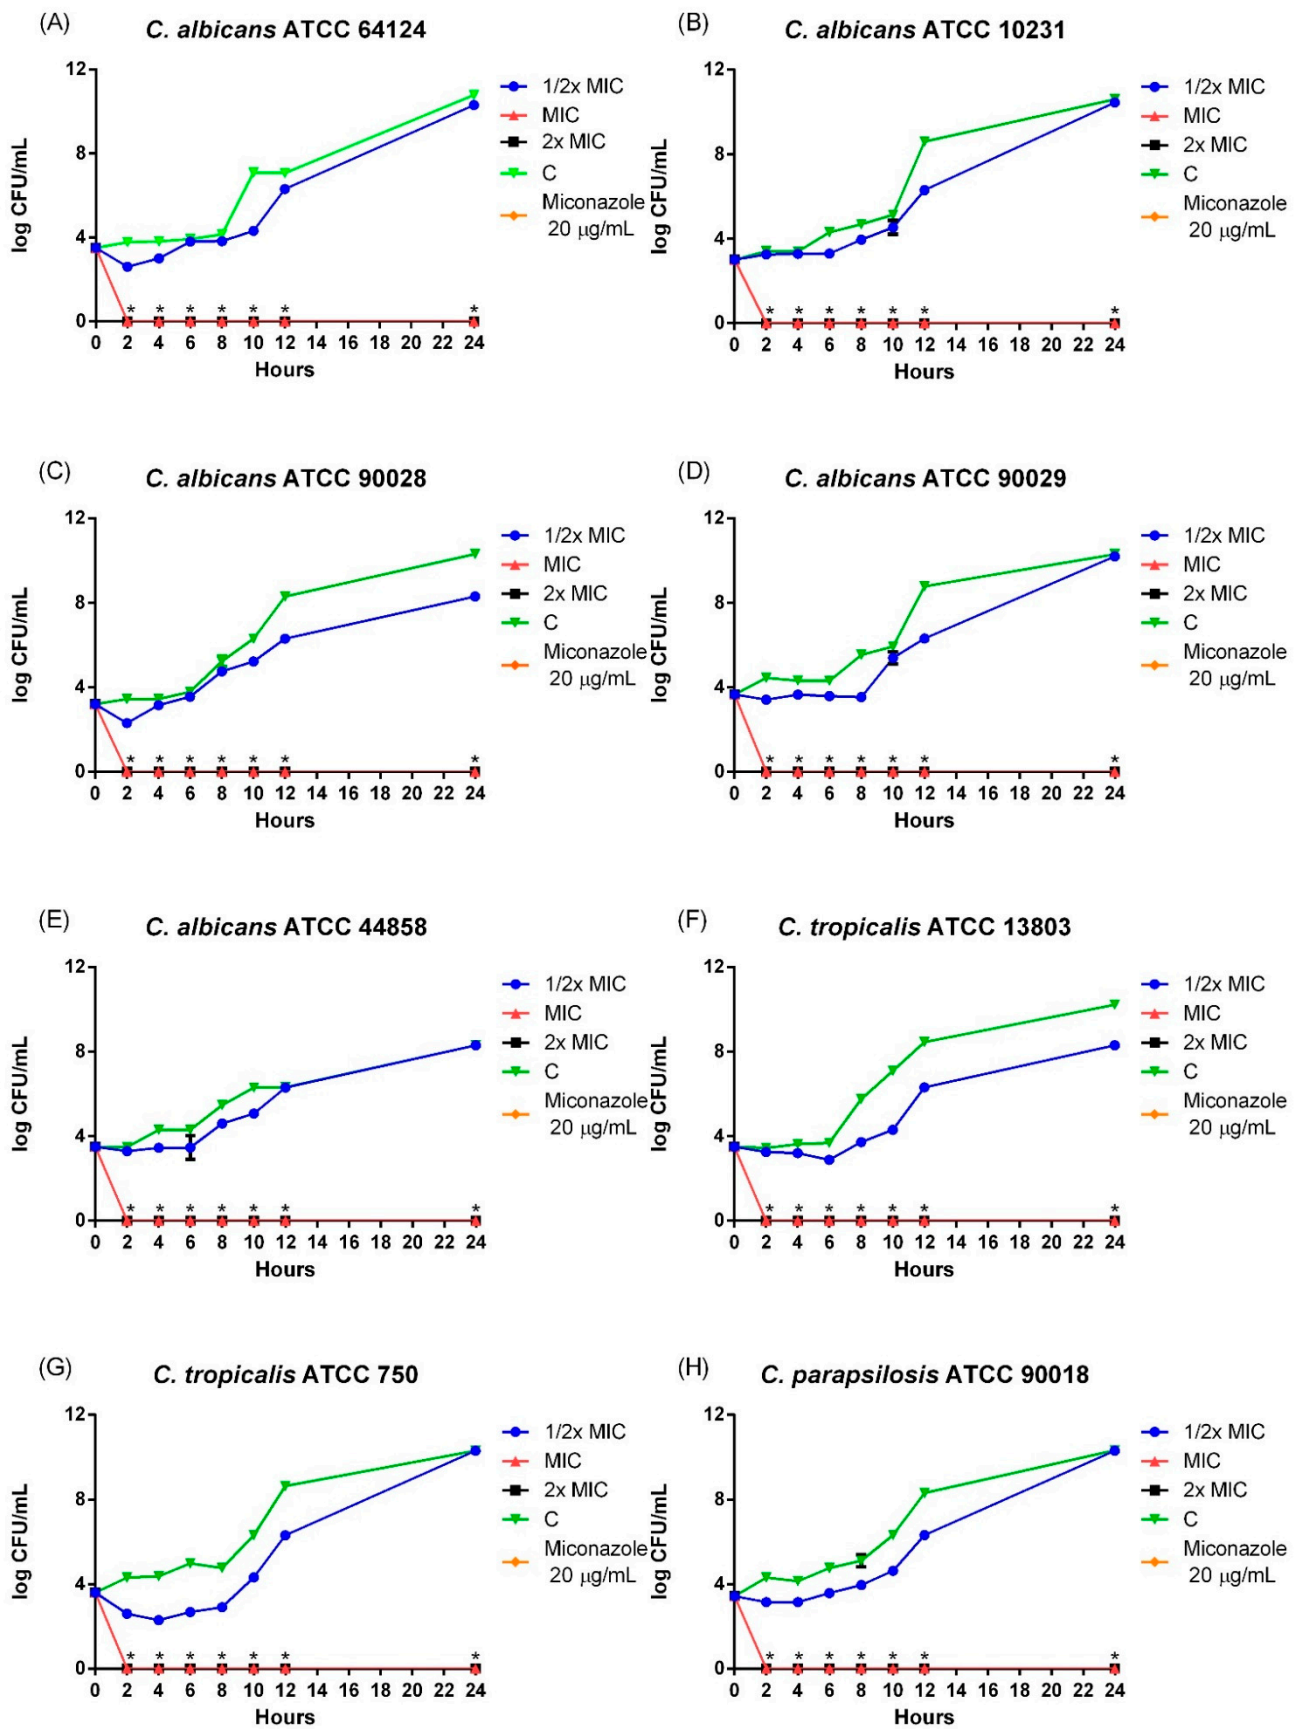 (A)
C. albicans ATCC 64124
12
8
4
0
log CFU/mL
* * * * * * *
0 2 4 6 8 10 12 14 16 18 20 22 24
Hours
1/2x MIC
MIC
2x MIC
C
Miconazole
20 μg/mL
(B)
C. albicans ATCC 10231
12
8
4
0
log CFU/mL
* * * * * * *
0 2 4 6 8 10 12 14 16 18 20 22 24
Hours
1/2x MIC
MIC
2x MIC
C
Miconazole
20 μg/mL
(C)
C. albicans ATCC 90028
12
8
4
0
log CFU/mL
* * * * * * *
0 2 4 6 8 10 12 14 16 18 20 22 24
Hours
1/2x MIC
MIC
2x MIC
C
Miconazole
20 μg/mL
(D)
C. albicans ATCC 90029
12
8
4
0
log CFU/mL
* * * * * * *
0 2 4 6 8 10 12 14 16 18 20 22 24
Hours
1/2x MIC
MIC
2x MIC
C
Miconazole
20 μg/mL
(E)
C. albicans ATCC 44858
12
8
4
0
log CFU/mL
* * * * * * *
0 2 4 6 8 10 12 14 16 18 20 22 24
Hours
1/2x MIC
MIC
2x MIC
C
Miconazole
20 μg/mL
(F)
C. tropicalis ATCC 13803
12
8
4
0
log CFU/mL
* * * * * * *
0 2 4 6 8 10 12 14 16 18 20 22 24
Hours
1/2x MIC
MIC
2x MIC
C
Miconazole
20 μg/mL
(G)
C. tropicalis ATCC 750
12
8
4
0
log CFU/mL
* * * * * * *
0 2 4 6 8 10 12 14 16 18 20 22 24
Hours
1/2x MIC
MIC
2x MIC
C
Miconazole
20 μg/mL
(H)
C. parapsilosis ATCC 90018
12
8
4
0
log CFU/mL
* * * * * * *
0 2 4 6 8 10 12 14 16 18 20 22 24
Hours
1/2x MIC
MIC
2x MIC
C
Miconazole
20 μg/mL